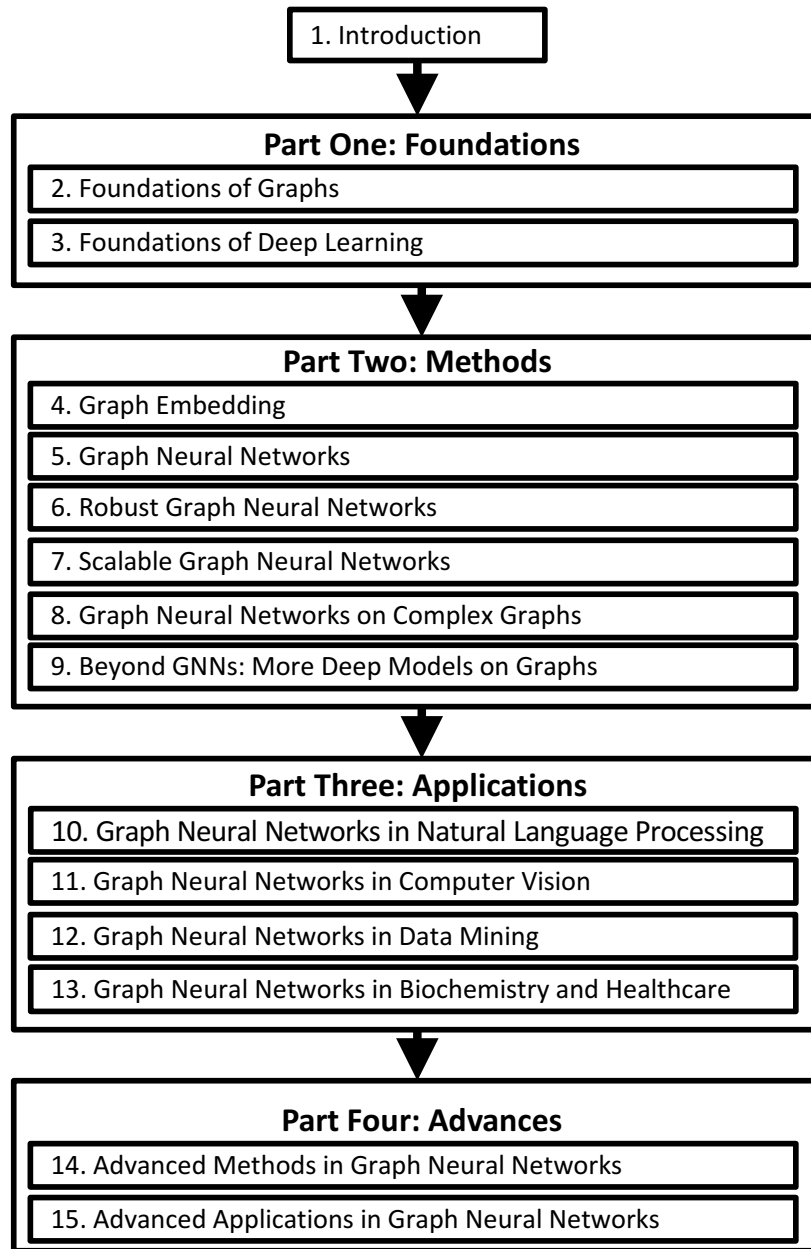 1. Introduction
Part One: Foundations
2. Foundations of Graphs
3. Foundations of Deep Learning
Part Two: Methods
4. Graph Embedding
5. Graph Neural Networks
6. Robust Graph Neural Networks
7. Scalable Graph Neural Networks
8. Graph Neural Networks on Complex Graphs
9. Beyond GNNs: More Deep Models on Graphs
Part Three: Applications
10. Graph Neural Networks in Natural Language Processing
11. Graph Neural Networks in Computer Vision
12. Graph Neural Networks in Data Mining
13. Graph Neural Networks in Biochemistry and Healthcare
Part Four: Advances
14. Advanced Methods in Graph Neural Networks
15. Advanced Applications in Graph Neural Networks